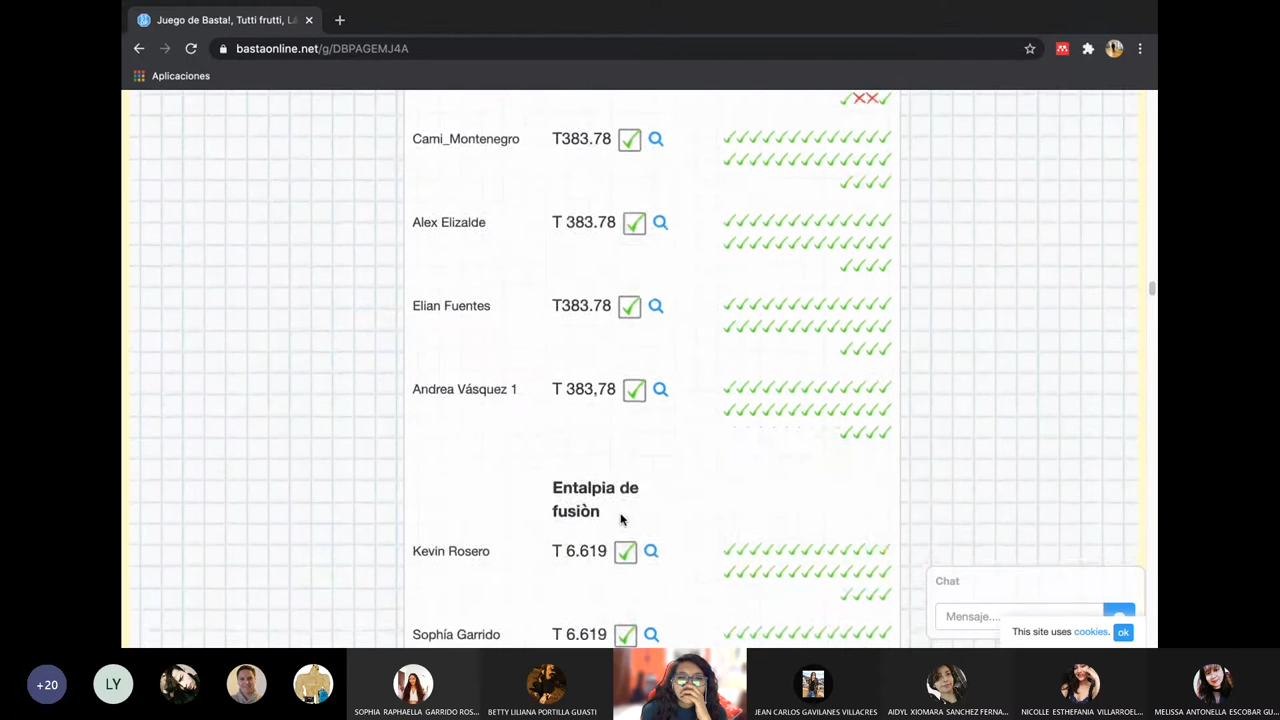 Juego de Basta!, Tutti frutti, LÁ
bastaonline.net/g/DBPAGEMJ4A
Aplicaciones
Cami_Montenegro T383.78
Alex Elizalde T 383.78
Elian Fuentes T383.78
Andrea Vásquez 1 T 383,78
Entalpia de
fusiòn
Kevin Rosero T 6.619
Sophía Garrido T 6.619
Chat
Mensaje....
This site uses cookies. ok
+20 LY
SOPHIA RAPHAELLA GARRIDO ROS... BETTY LILIANA PORTILLA GUASTI JEAN CARLOS GAVILANES VILLACRES AIDYL XIOMARA SANCHEZ FERNA... NICOLLE ESTHEFANIA VILLARROEL... MELISSA ANTONELLA ESCOBAR GU...